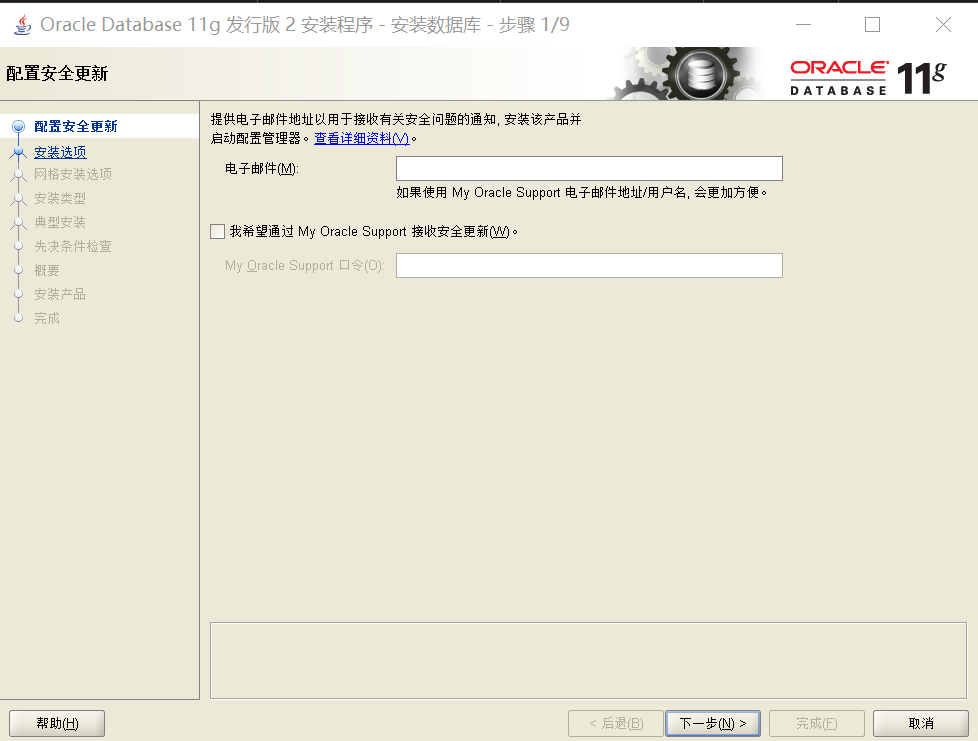 Oracle Database 11g 发行版 2 安装程序 - 安装数据库 - 步骤 1/9
配置安全更新
ORACLE
DATABASE
11g
配置安全更新
安装选项
网格安装选项
安装类型
典型安装
先决条件检查
概要
安装产品
完成
提供电子邮件地址以用于接收有关安全问题的通知, 安装该产品并
启动配置管理器。查看详细资料(V)。
电子邮件(M):
如果使用 My Oracle Support 电子邮件地址/用户名, 会更加方便。
我希望通过 My Oracle Support 接收安全更新(W)。
My Oracle Support 口令(O):
帮助(H)
< 后退(B)
下一步(N) >
完成(F)
取消